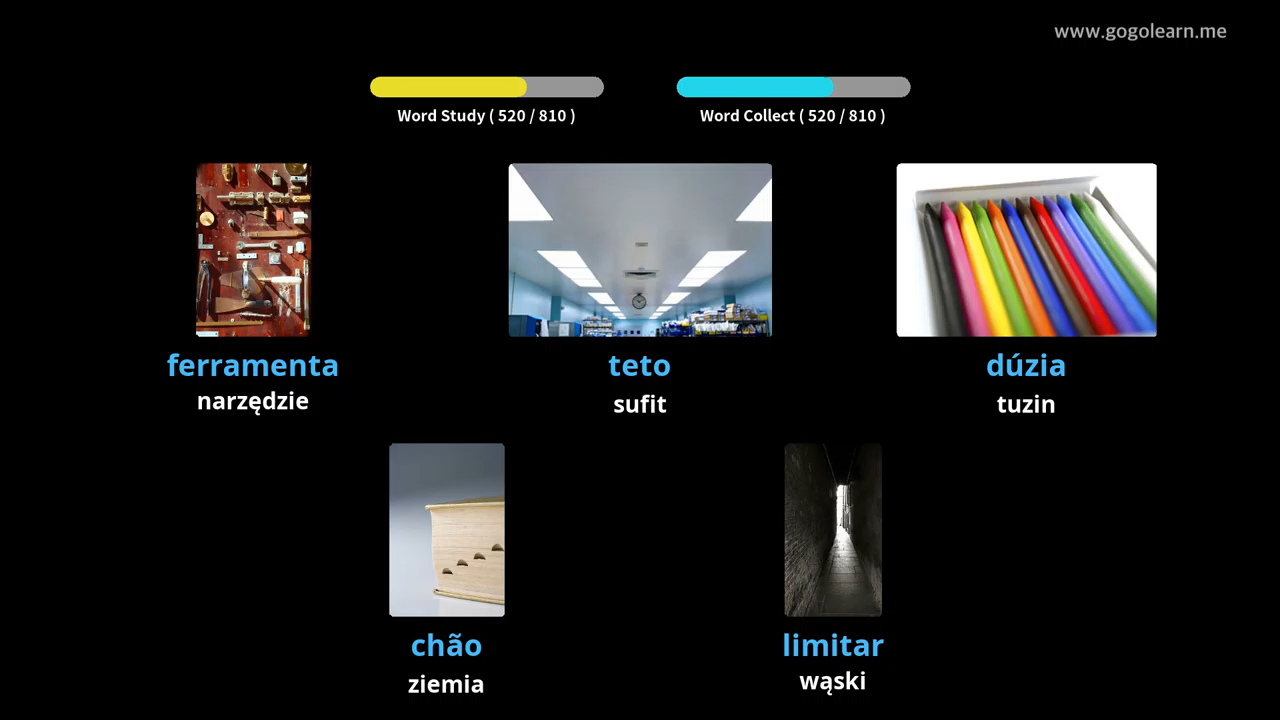 www.gogolearn.me
Word Study ( 520 / 810 )
Word Collect ( 520 / 810 )
ferramenta
narzędzie
teto
sufit
dúzia
tuzin
chão
ziemia
limitar
wąski